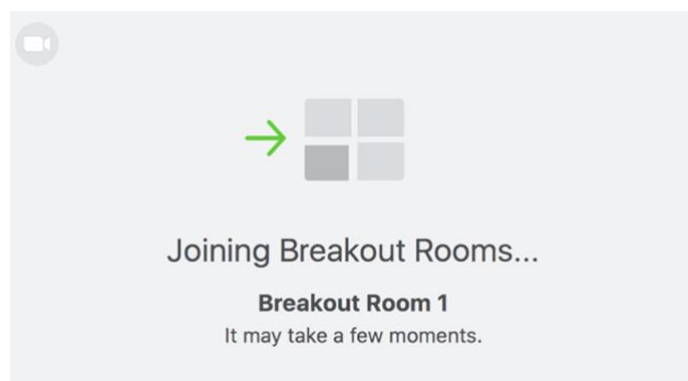 Joining Breakout Rooms...
Breakout Room 1
It may take a few moments.